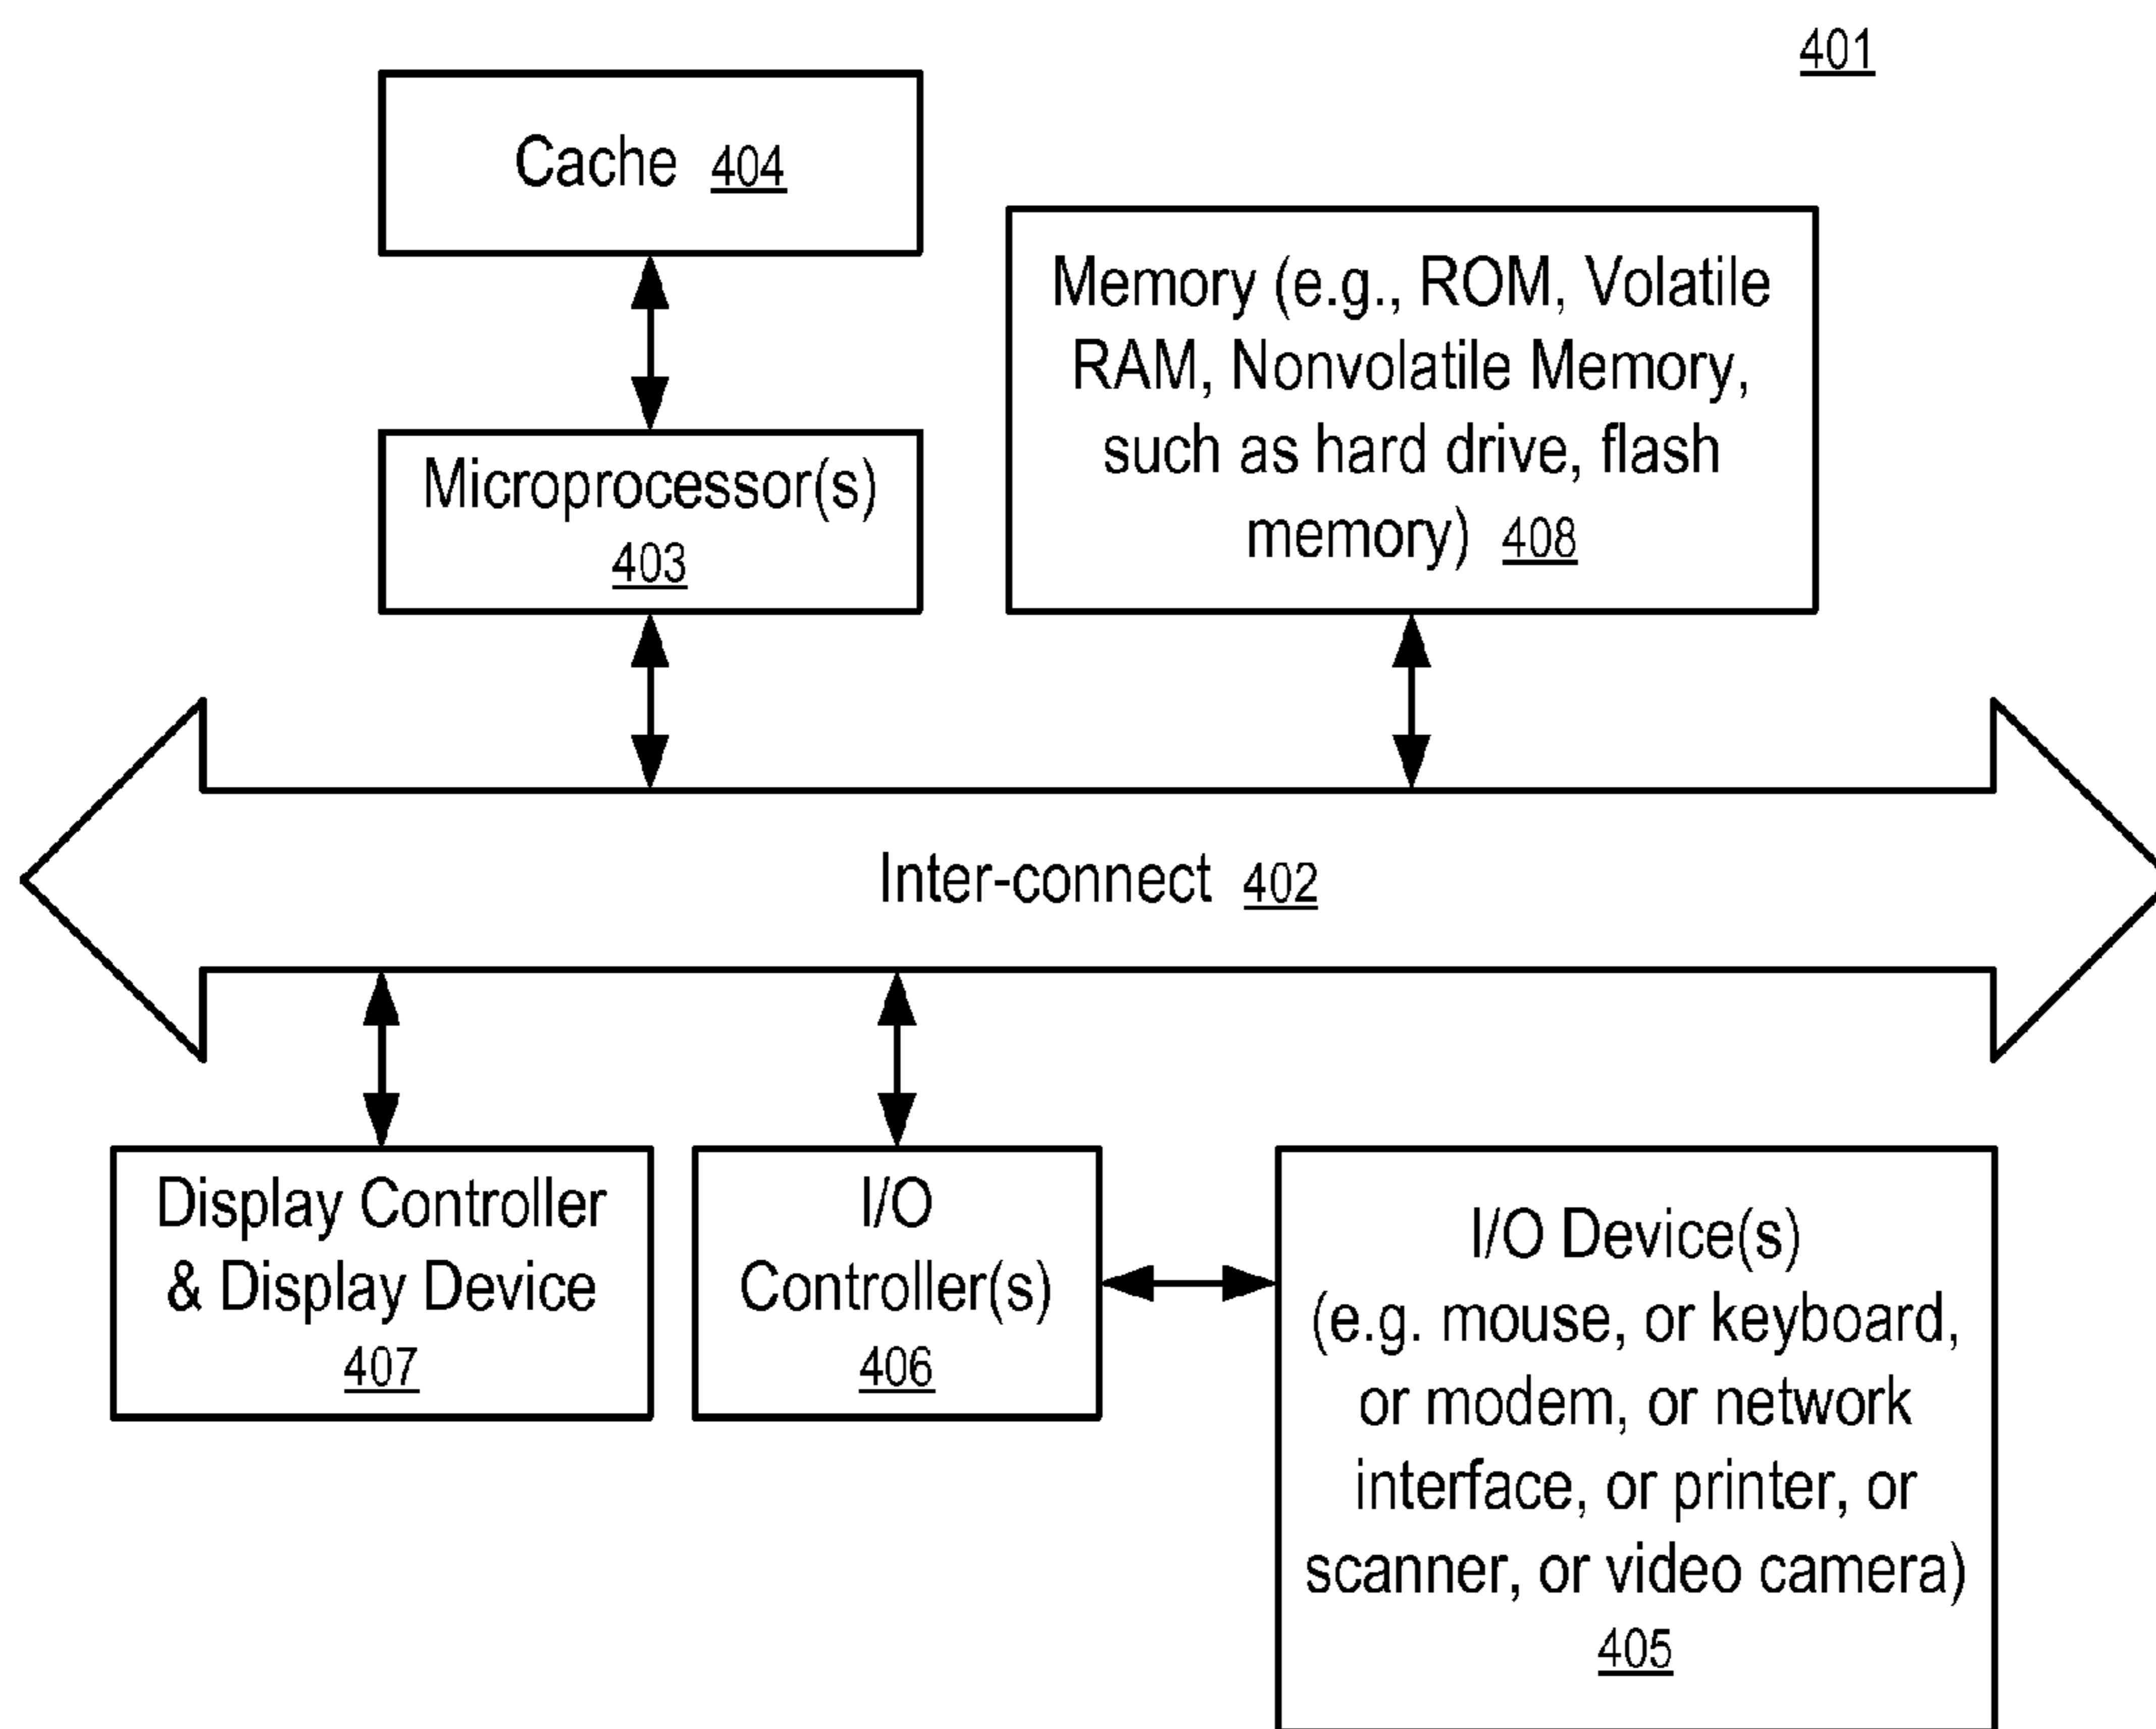 401
Cache 404
Memory (e.g., ROM, Volatile
RAM, Nonvolatile Memory,
such as hard drive, flash
memory) 408
Microprocessor(s)
403
Inter-connect 402
Display Controller
& Display Device
407
I/O
Controller(s)
406
I/O Device(s)
(e.g. mouse, or keyboard,
or modem, or network
interface, or printer, or
scanner, or video camera)
405